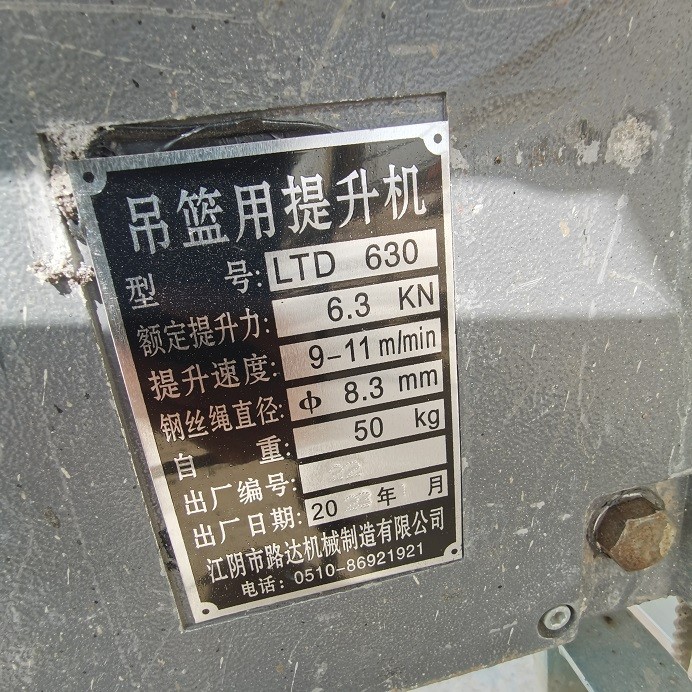 吊篮用提升机
型号: LTD 630
额定提升力: 6.3 KN
提升速度: 9-11 m/min
钢丝绳直径: ф 8.3 mm
自重: 50 kg
出厂编号: 22
出厂日期: 20 年 月
江阴市路达机械制造有限公司
电话: 0510-86921921